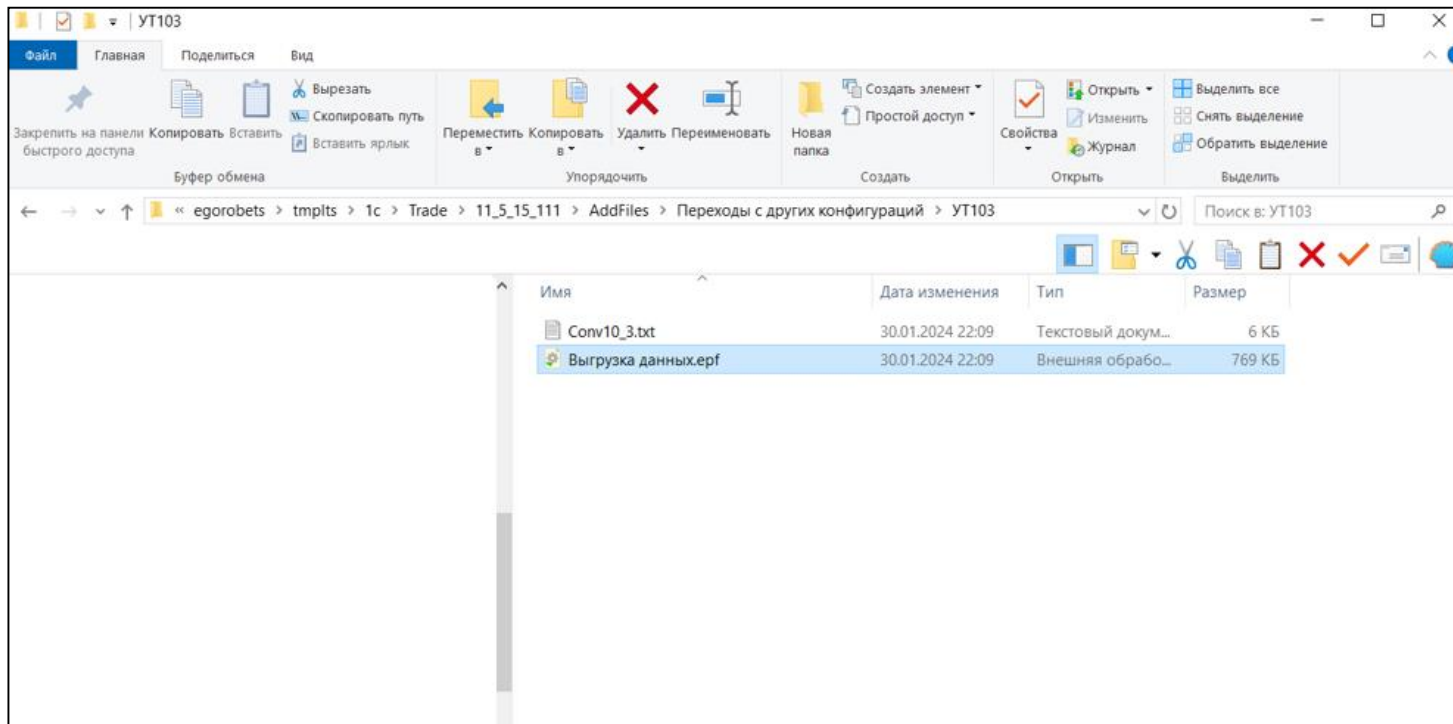 УТ103
Файл Главная Поделиться Вид
Закрепить на панели быстрого доступа
Копировать Вставить
Вырезать
Скопировать путь
Вставить ярлык
Буфер обмена
Переместить в
Копировать в
Удалить Переименовать
Упорядочить
Новая папка
Создать элемент
Простой доступ
Создать
Свойства
Открыть
Изменить
Журнал
Открыть
Выделить все
Снять выделение
Обратить выделение
Выделить
« egorobets > tmplts > 1c > Trade > 11_5_15_111 > AddFiles > Переходы с других конфигураций > УТ103
Поиск в: УТ103
Имя Дата изменения Тип Размер
Conv10_3.txt 30.01.2024 22:09 Текстовый докум... 6 КБ
Выгрузка данных.epf 30.01.2024 22:09 Внешняя обрабо... 769 КБ